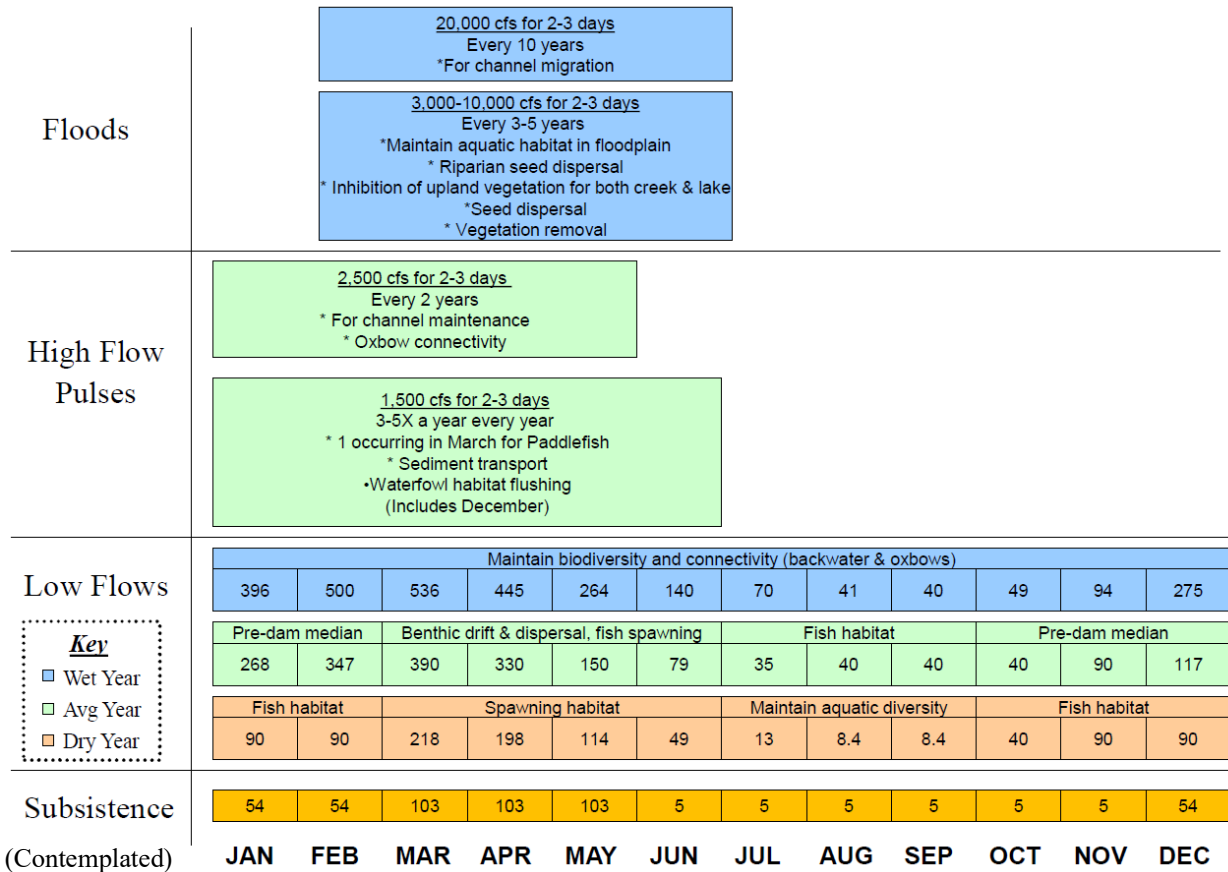 Floods
20,000 cfs for 2-3 days
Every 10 years
*For channel migration
3,000-10,000 cfs for 2-3 days
Every 3-5 years
*Maintain aquatic habitat in floodplain
* Riparian seed dispersal
* Inhibition of upland vegetation for both creek & lake
*Seed dispersal
* Vegetation removal
High Flow
Pulses
2,500 cfs for 2-3 days
Every 2 years
* For channel maintenance
* Oxbow connectivity
1,500 cfs for 2-3 days
3-5X a year every year
* 1 occurring in March for Paddlefish
* Sediment transport
•Waterfowl habitat flushing
(Includes December)
Low Flows
Maintain biodiversity and connectivity (backwater & oxbows)
396 500 536 445 264 140 70 41 40 49 94 275
Pre-dam median Benthic drift & dispersal, fish spawning Fish habitat Pre-dam median
268 347 390 330 150 79 35 40 40 40 90 117
Fish habitat Spawning habitat Maintain aquatic diversity Fish habitat
90 90 218 198 114 49 13 8.4 8.4 40 90 90
Key
Wet Year
Avg Year
Dry Year
Subsistence
54 54 103 103 103 5 5 5 5 5 5 54
(Contemplated)
JAN FEB MAR APR MAY JUN JUL AUG SEP OCT NOV DEC